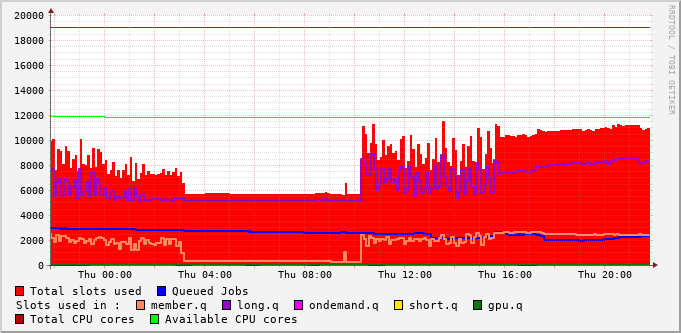 RRDTOOL / TOBI OETIKER
20000
18000
16000
14000
12000
10000
8000
6000
4000
2000
0
Thu 00:00 Thu 04:00 Thu 08:00 Thu 12:00 Thu 16:00 Thu 20:00
Total slots used Queued Jobs
Slots used in : member.q long.q ondemand.q short.q gpu.q
Total CPU cores Available CPU cores